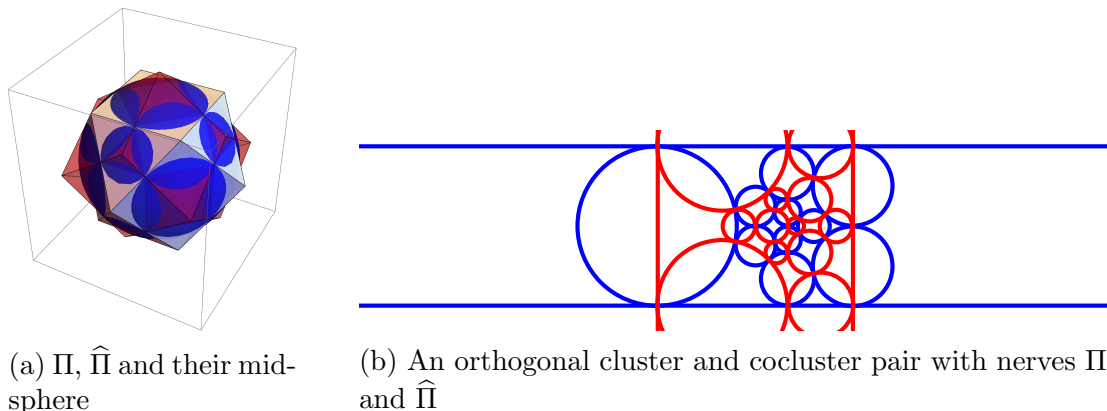 (a) Π, Π̂ and their mid-
sphere
(b) An orthogonal cluster and cocluster pair with nerves Π
and Π̂